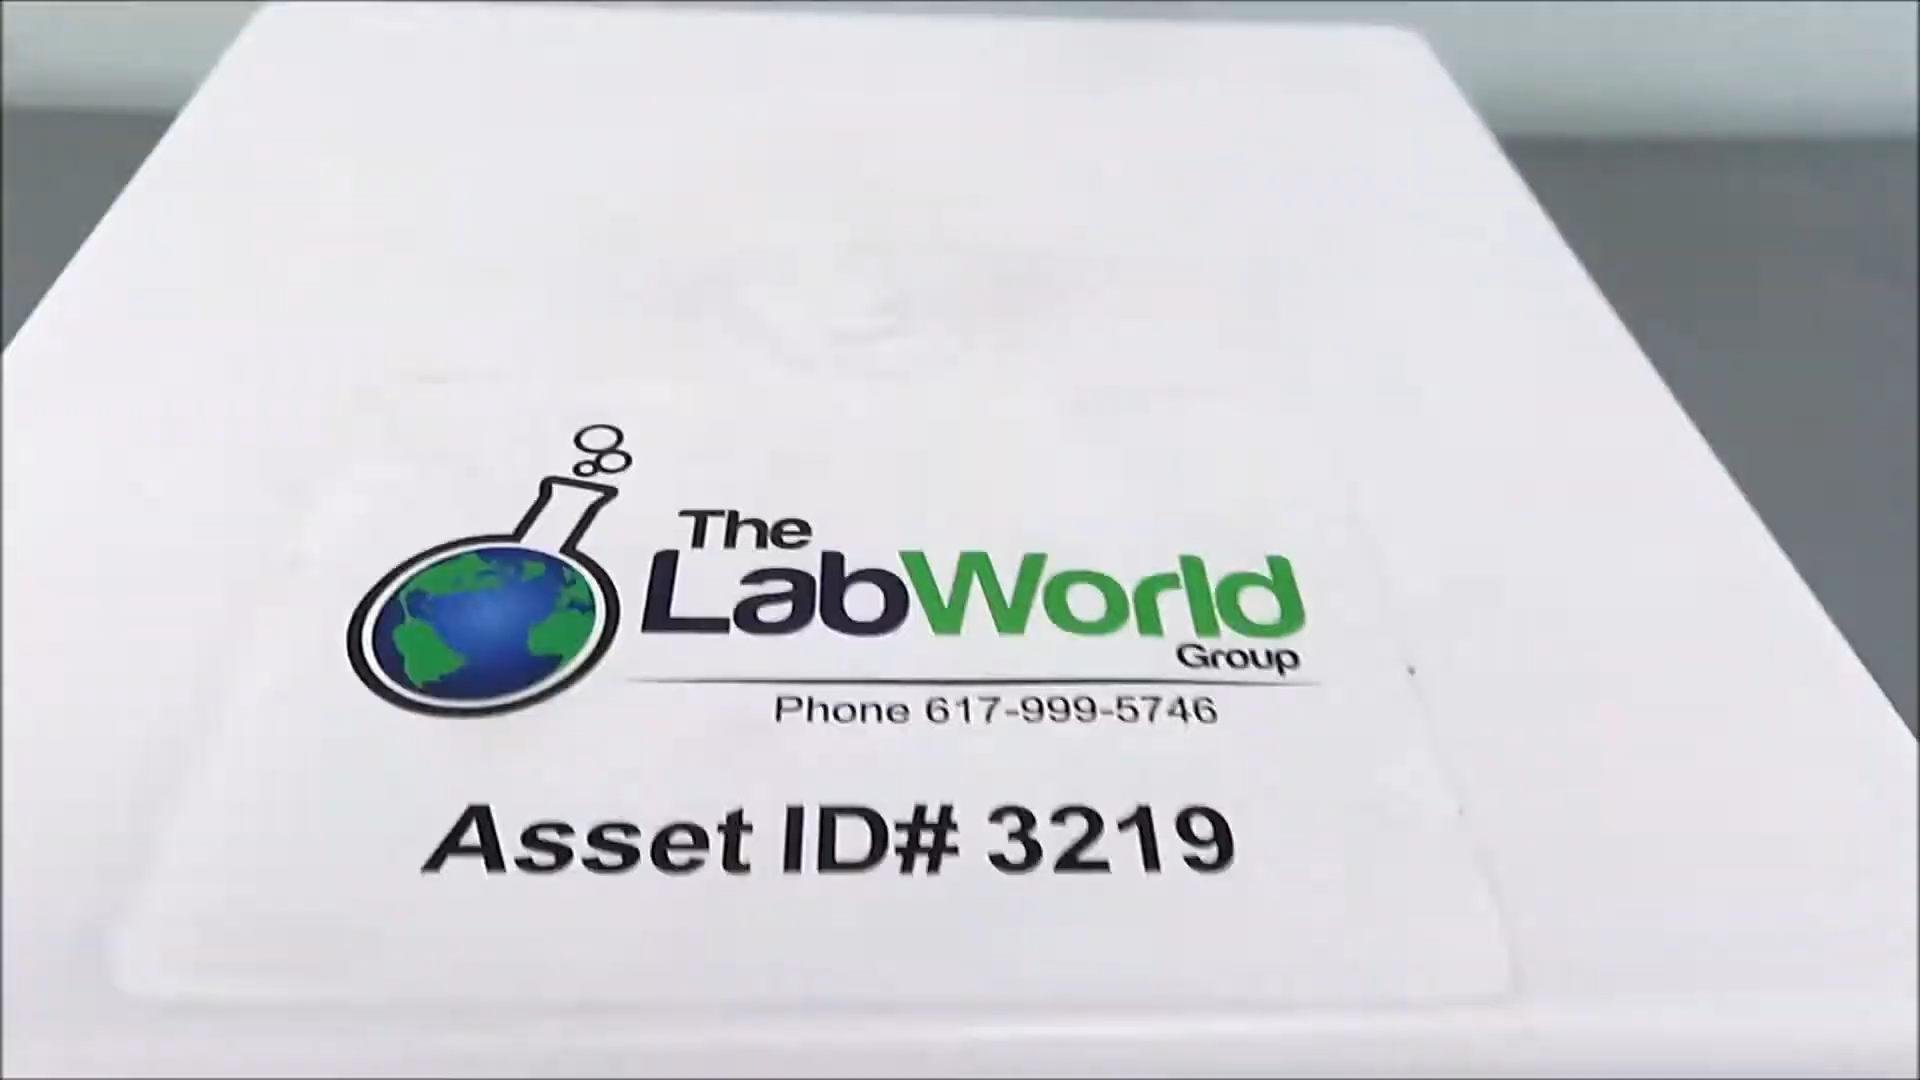 The
LabWorld
Group
Phone 617-999-5746
Asset ID# 3219